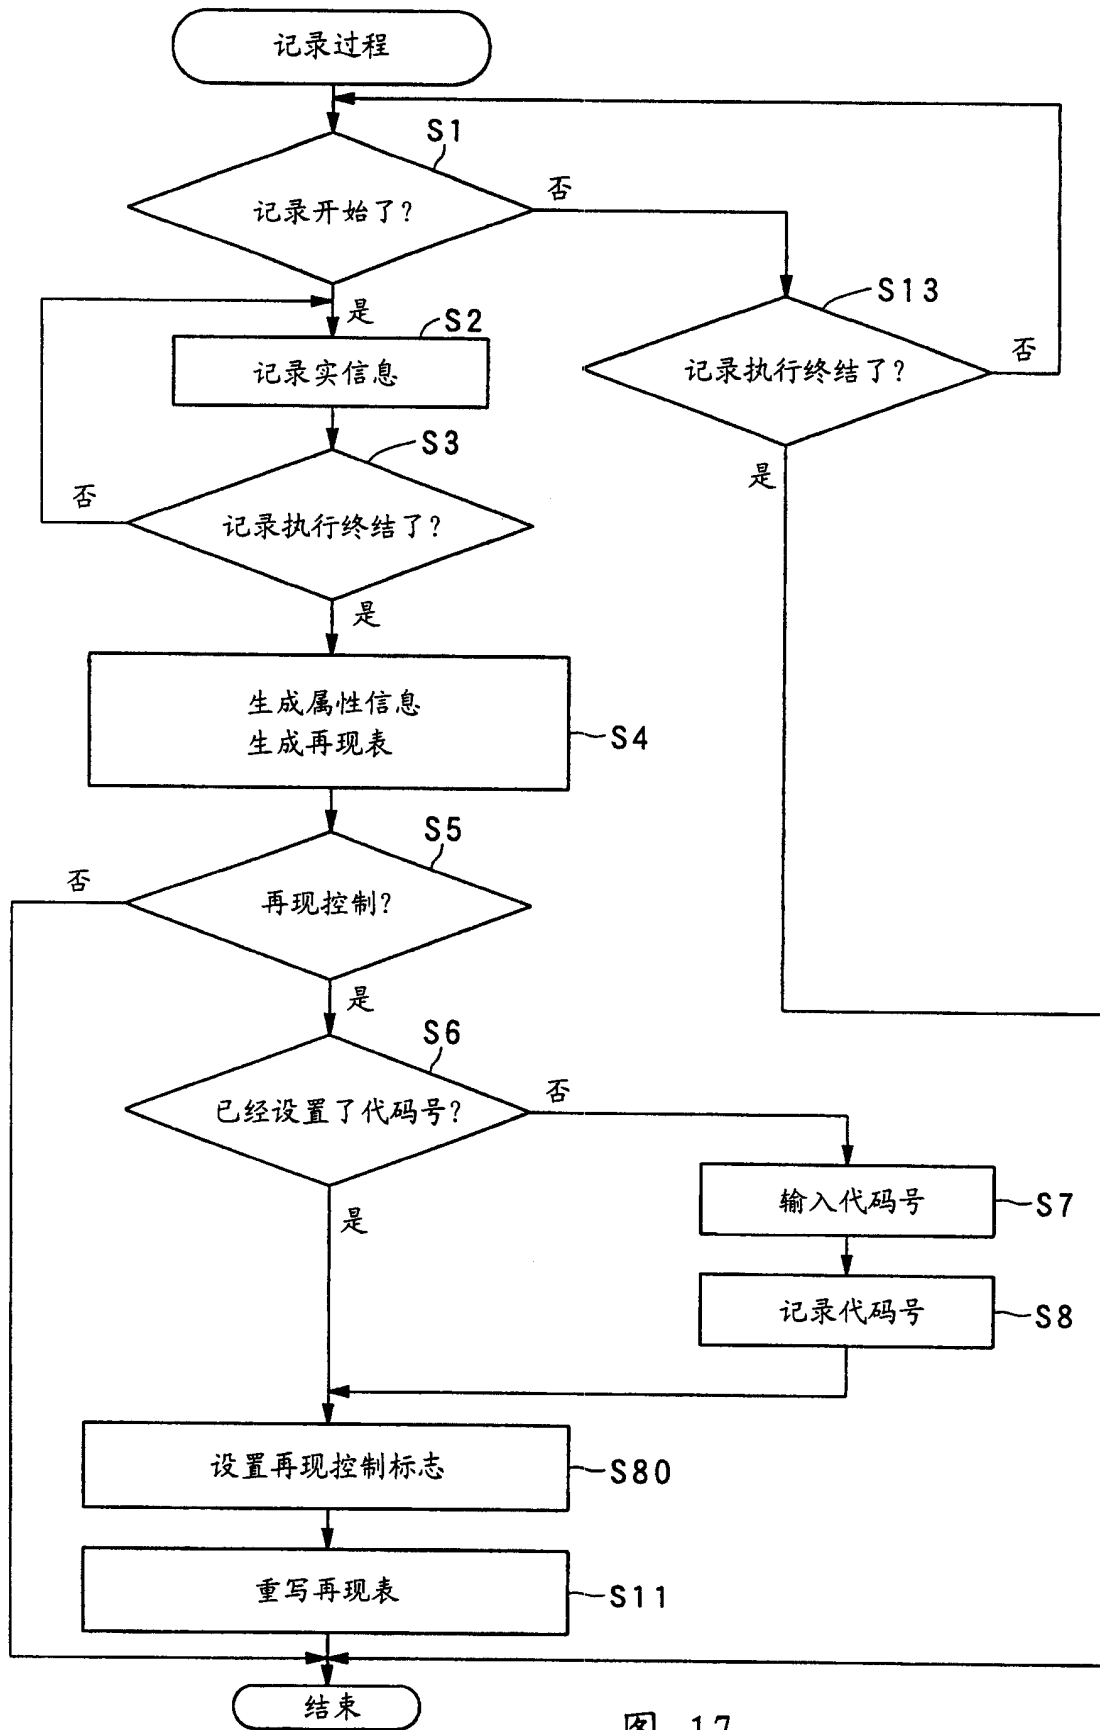 记录过程
S1
记录开始了?
否
是
S2
记录实信息
S13
记录执行终结了?
否
是
S3
记录执行终结了?
否
是
生成属性信息
生成再现表
S4
S5
再现控制?
否
是
S6
已经设置了代码号?
否
是
输入代码号
S7
记录代码号
S8
设置再现控制标志
S80
重写再现表
S11
结束
图 17